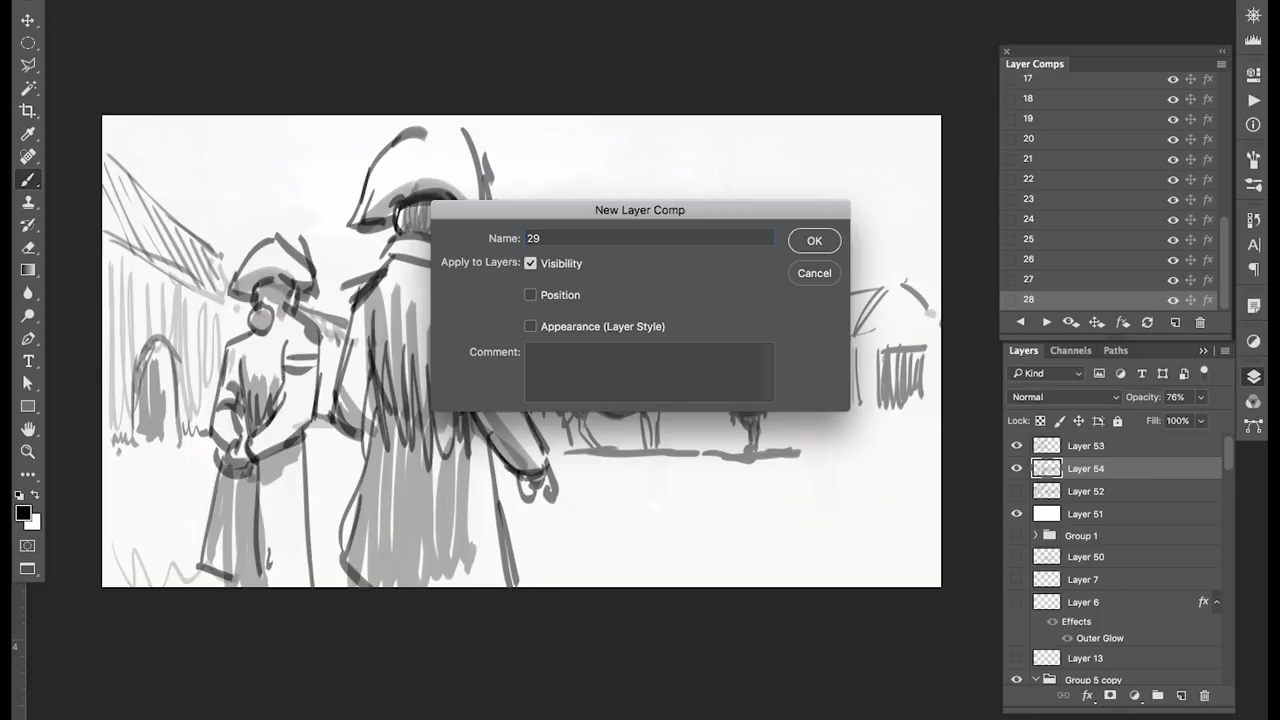 Layer Comps
17
18
19
20
21
22
23
24
25
26
27
28
New Layer Comp
Name: 29
OK
Apply to Layers: Visibility
Cancel
Position
Appearance (Layer Style)
Comment:
Layers Channels Paths
Kind
Normal Opacity: 76%
Lock: Fill: 100%
Layer 53
Layer 54
Layer 52
Layer 51
Group 1
Layer 50
Layer 7
Layer 6 fx
Effects
Outer Glow
Layer 13
Group 5 copy
fx
4